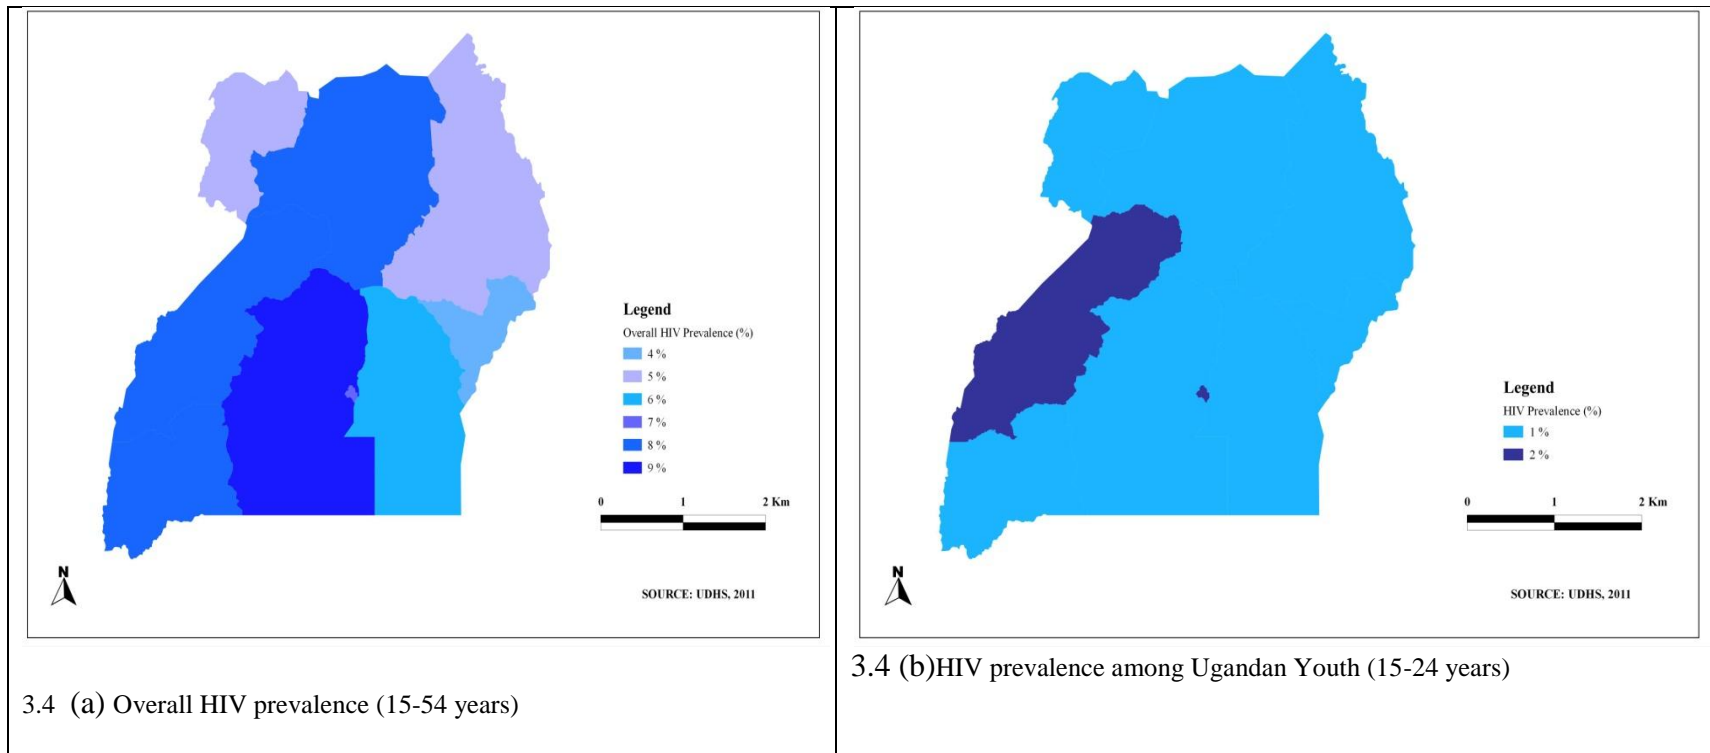 Legend
Overall HIV Prevalence (%)
4 %
5 %
6 %
7 %
8 %
9 %
0 1 2 Km
N
SOURCE: UDHS, 2011
3.4 (a) Overall HIV prevalence (15-54 years)
Legend
HIV Prevalence (%)
1 %
2 %
0 1 2 Km
N
SOURCE: UDHS, 2011
3.4 (b)HIV prevalence among Ugandan Youth (15-24 years)